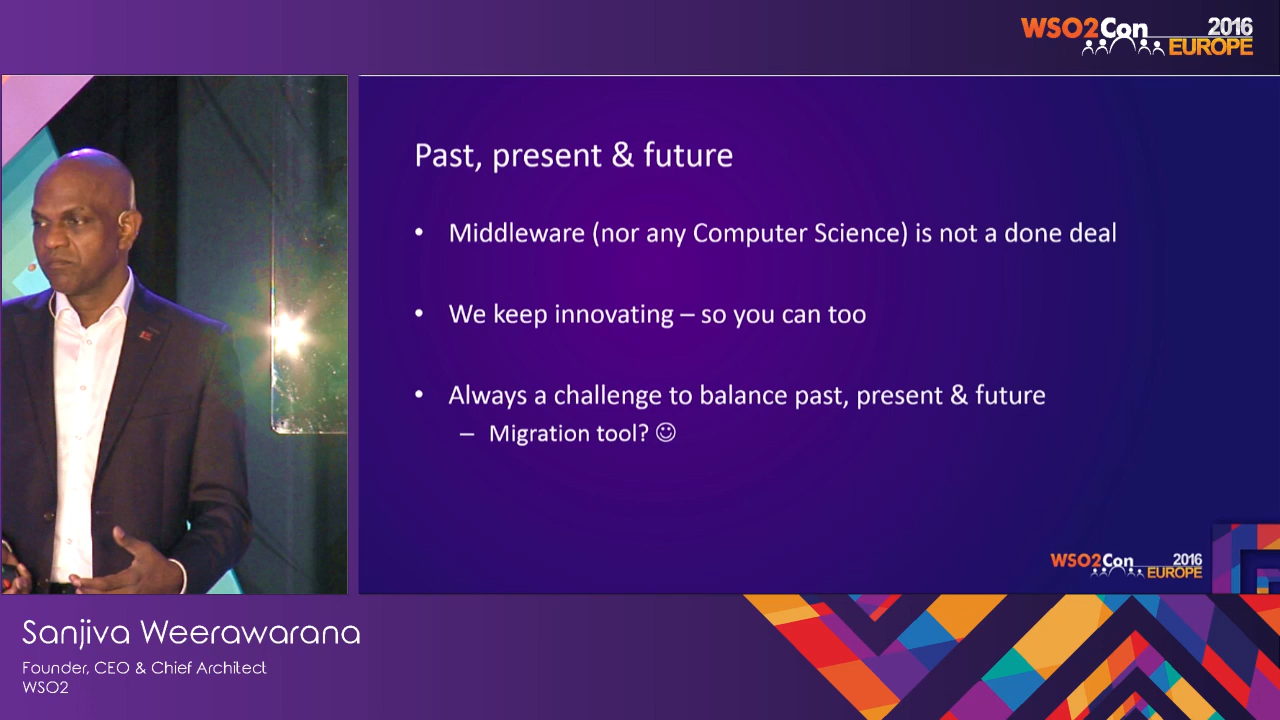 WSO2Con 2016
EUROPE
Past, present & future
• Middleware (nor any Computer Science) is not a done deal
• We keep innovating – so you can too
• Always a challenge to balance past, present & future
– Migration tool? ☺
WSO2Con 2016
EUROPE
Sanjiva Weerawarana
Founder, CEO & Chief Architect
WSO2